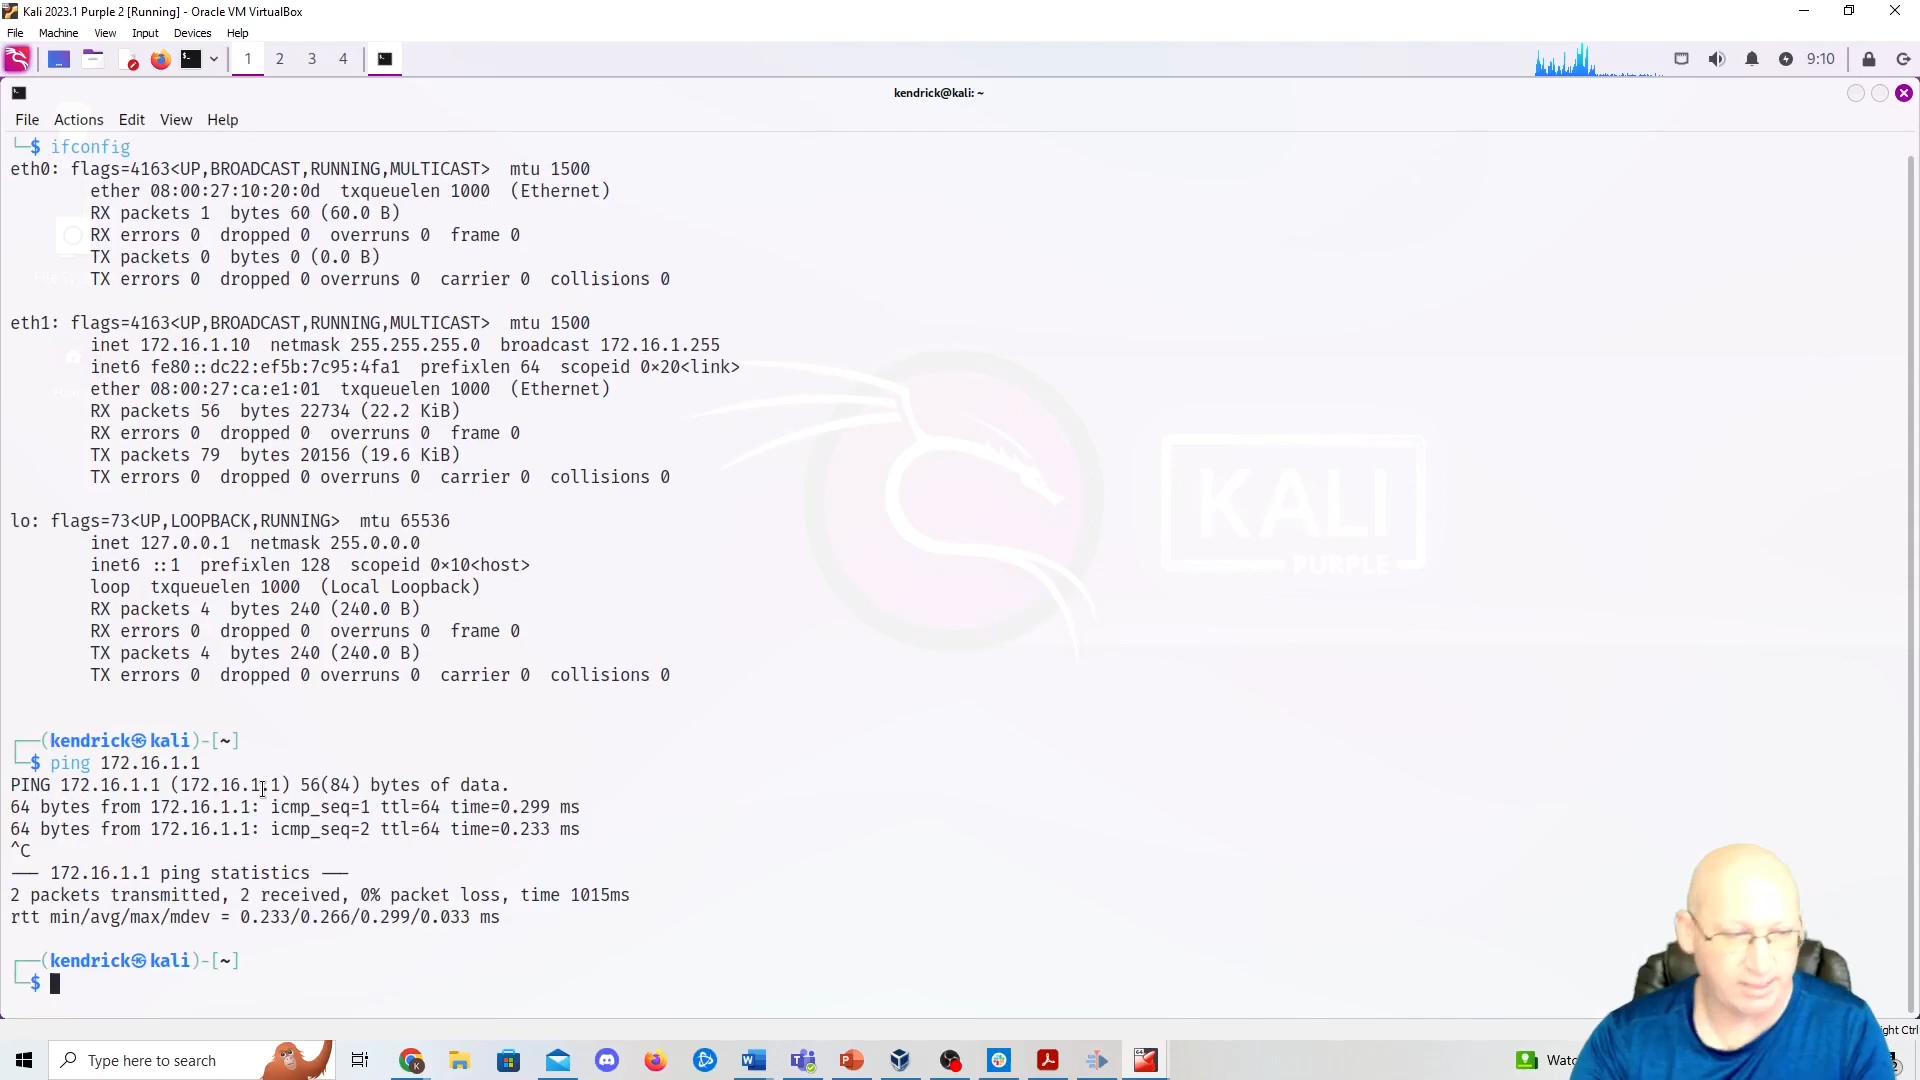 Kali 2023.1 Purple 2 [Running] - Oracle VM VirtualBox
File Machine View Input Devices Help
1 2 3 4
9:10
kendrick@kali: ~
File Actions Edit View Help
└─$ ifconfig
eth0: flags=4163<UP,BROADCAST,RUNNING,MULTICAST>  mtu 1500
        ether 08:00:27:10:20:0d  txqueuelen 1000  (Ethernet)
        RX packets 1  bytes 60 (60.0 B)
        RX errors 0  dropped 0  overruns 0  frame 0
        TX packets 0  bytes 0 (0.0 B)
        TX errors 0  dropped 0 overruns 0  carrier 0  collisions 0
eth1: flags=4163<UP,BROADCAST,RUNNING,MULTICAST>  mtu 1500
        inet 172.16.1.10  netmask 255.255.255.0  broadcast 172.16.1.255
        inet6 fe80::dc22:ef5b:7c95:4fa1  prefixlen 64  scopeid 0×20<link>
        ether 08:00:27:ca:e1:01  txqueuelen 1000  (Ethernet)
        RX packets 56  bytes 22734 (22.2 KiB)
        RX errors 0  dropped 0  overruns 0  frame 0
        TX packets 79  bytes 20156 (19.6 KiB)
        TX errors 0  dropped 0 overruns 0  carrier 0  collisions 0
KALI
PURPLE
lo: flags=73<UP,LOOPBACK,RUNNING>  mtu 65536
        inet 127.0.0.1  netmask 255.0.0.0
        inet6 ::1  prefixlen 128  scopeid 0×10<host>
        loop  txqueuelen 1000  (Local Loopback)
        RX packets 4  bytes 240 (240.0 B)
        RX errors 0  dropped 0  overruns 0  frame 0
        TX packets 4  bytes 240 (240.0 B)
        TX errors 0  dropped 0 overruns 0  carrier 0  collisions 0
┌──(kendrick㉿kali)-[~]
└─$ ping 172.16.1.1
PING 172.16.1.1 (172.16.1.1) 56(84) bytes of data.
64 bytes from 172.16.1.1: icmp_seq=1 ttl=64 time=0.299 ms
64 bytes from 172.16.1.1: icmp_seq=2 ttl=64 time=0.233 ms
^C
--- 172.16.1.1 ping statistics ---
2 packets transmitted, 2 received, 0% packet loss, time 1015ms
rtt min/avg/max/mdev = 0.233/0.266/0.299/0.033 ms
┌──(kendrick㉿kali)-[~]
└─$
Ctrl
Type here to search